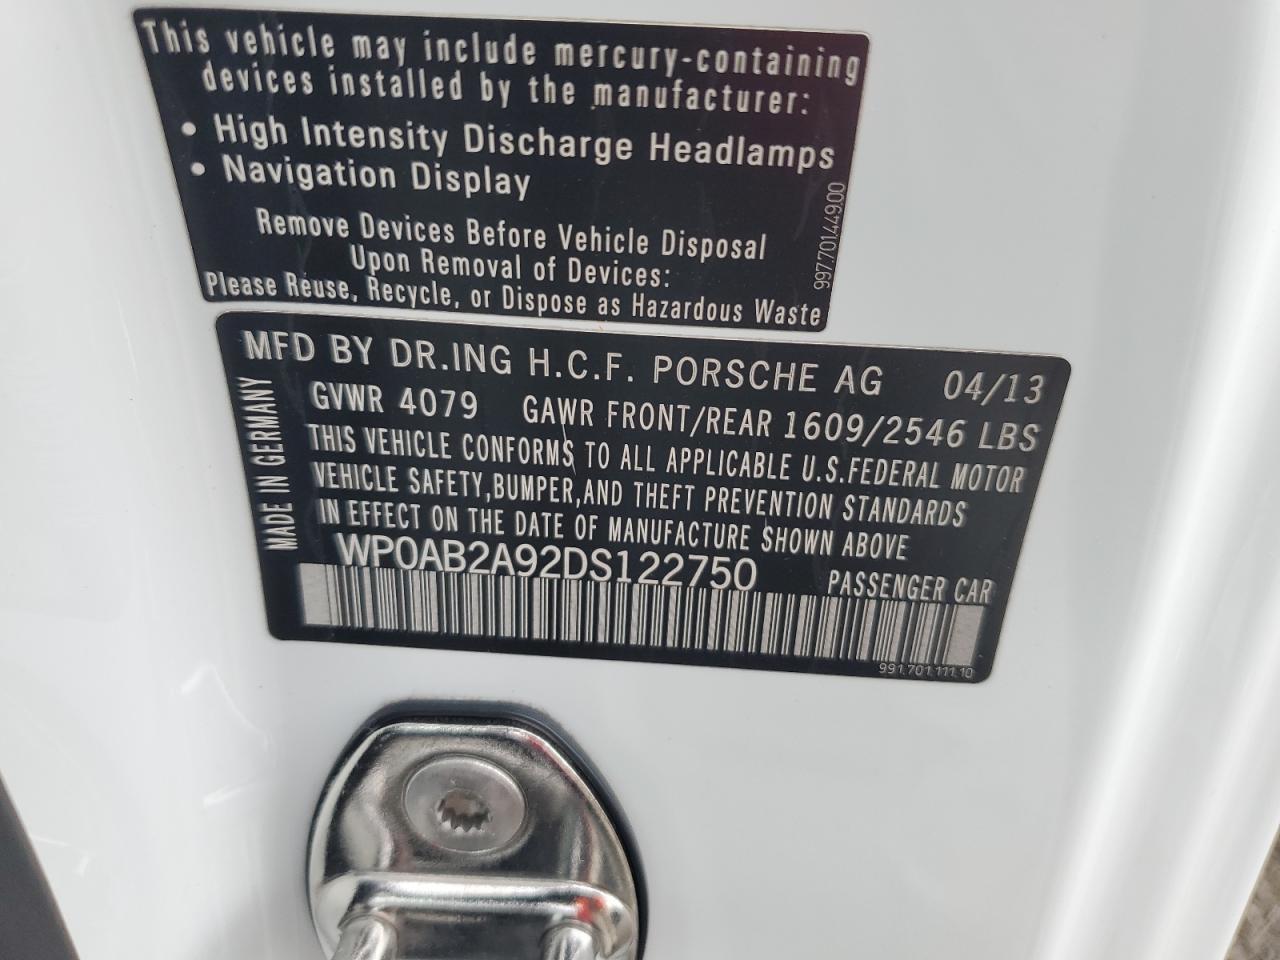 This vehicle may include mercury-containing
devices installed by the manufacturer:
• High Intensity Discharge Headlamps
• Navigation Display
Remove Devices Before Vehicle Disposal
Upon Removal of Devices:
Please Reuse, Recycle, or Dispose as Hazardous Waste
997.701.449.00
MFD BY DR.ING H.C.F. PORSCHE AG 04/13
GVWR 4079 GAWR FRONT/REAR 1609/2546 LBS
THIS VEHICLE CONFORMS TO ALL APPLICABLE U.S.FEDERAL MOTOR
VEHICLE SAFETY,BUMPER,AND THEFT PREVENTION STANDARDS
IN EFFECT ON THE DATE OF MANUFACTURE SHOWN ABOVE
WP0AB2A92DS122750 PASSENGER CAR
MADE IN GERMANY
991.701.111.10